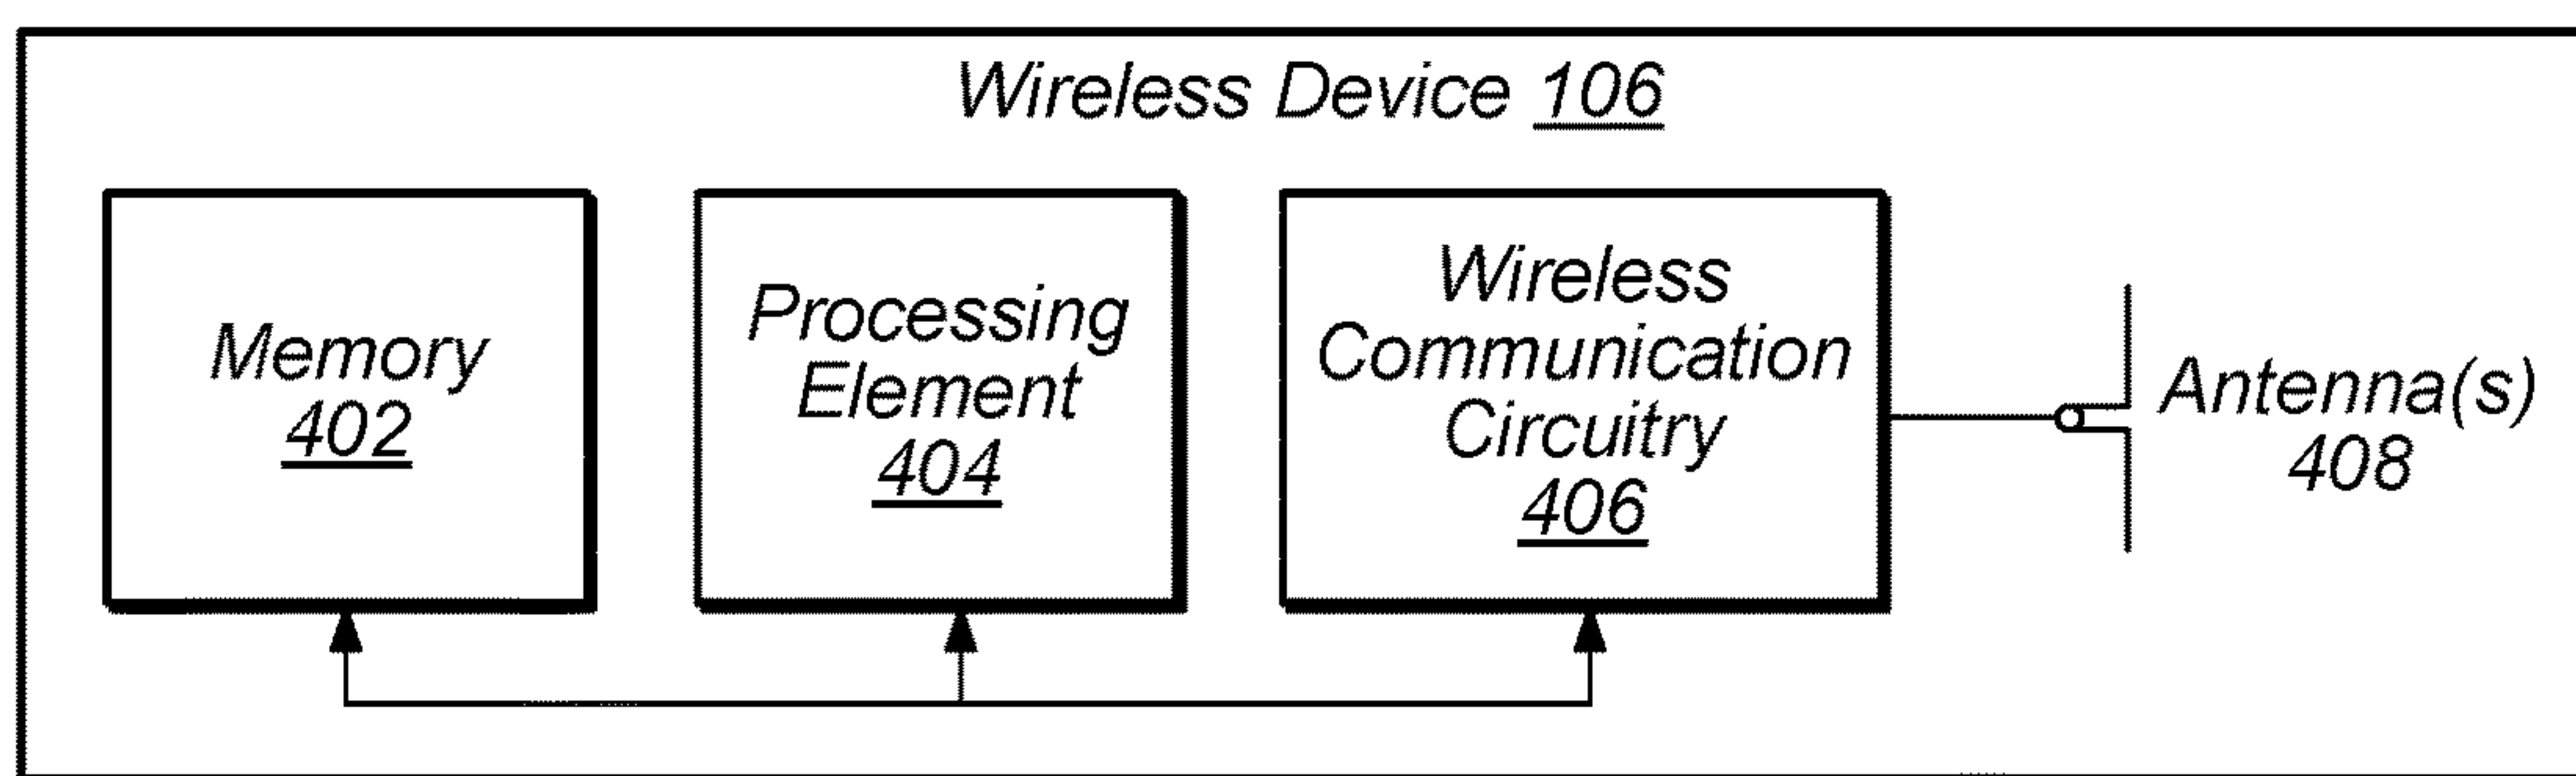 Wireless Device 106
Memory
402
Processing
Element
404
Wireless
Communication
Circuitry
406
Antenna(s)
408